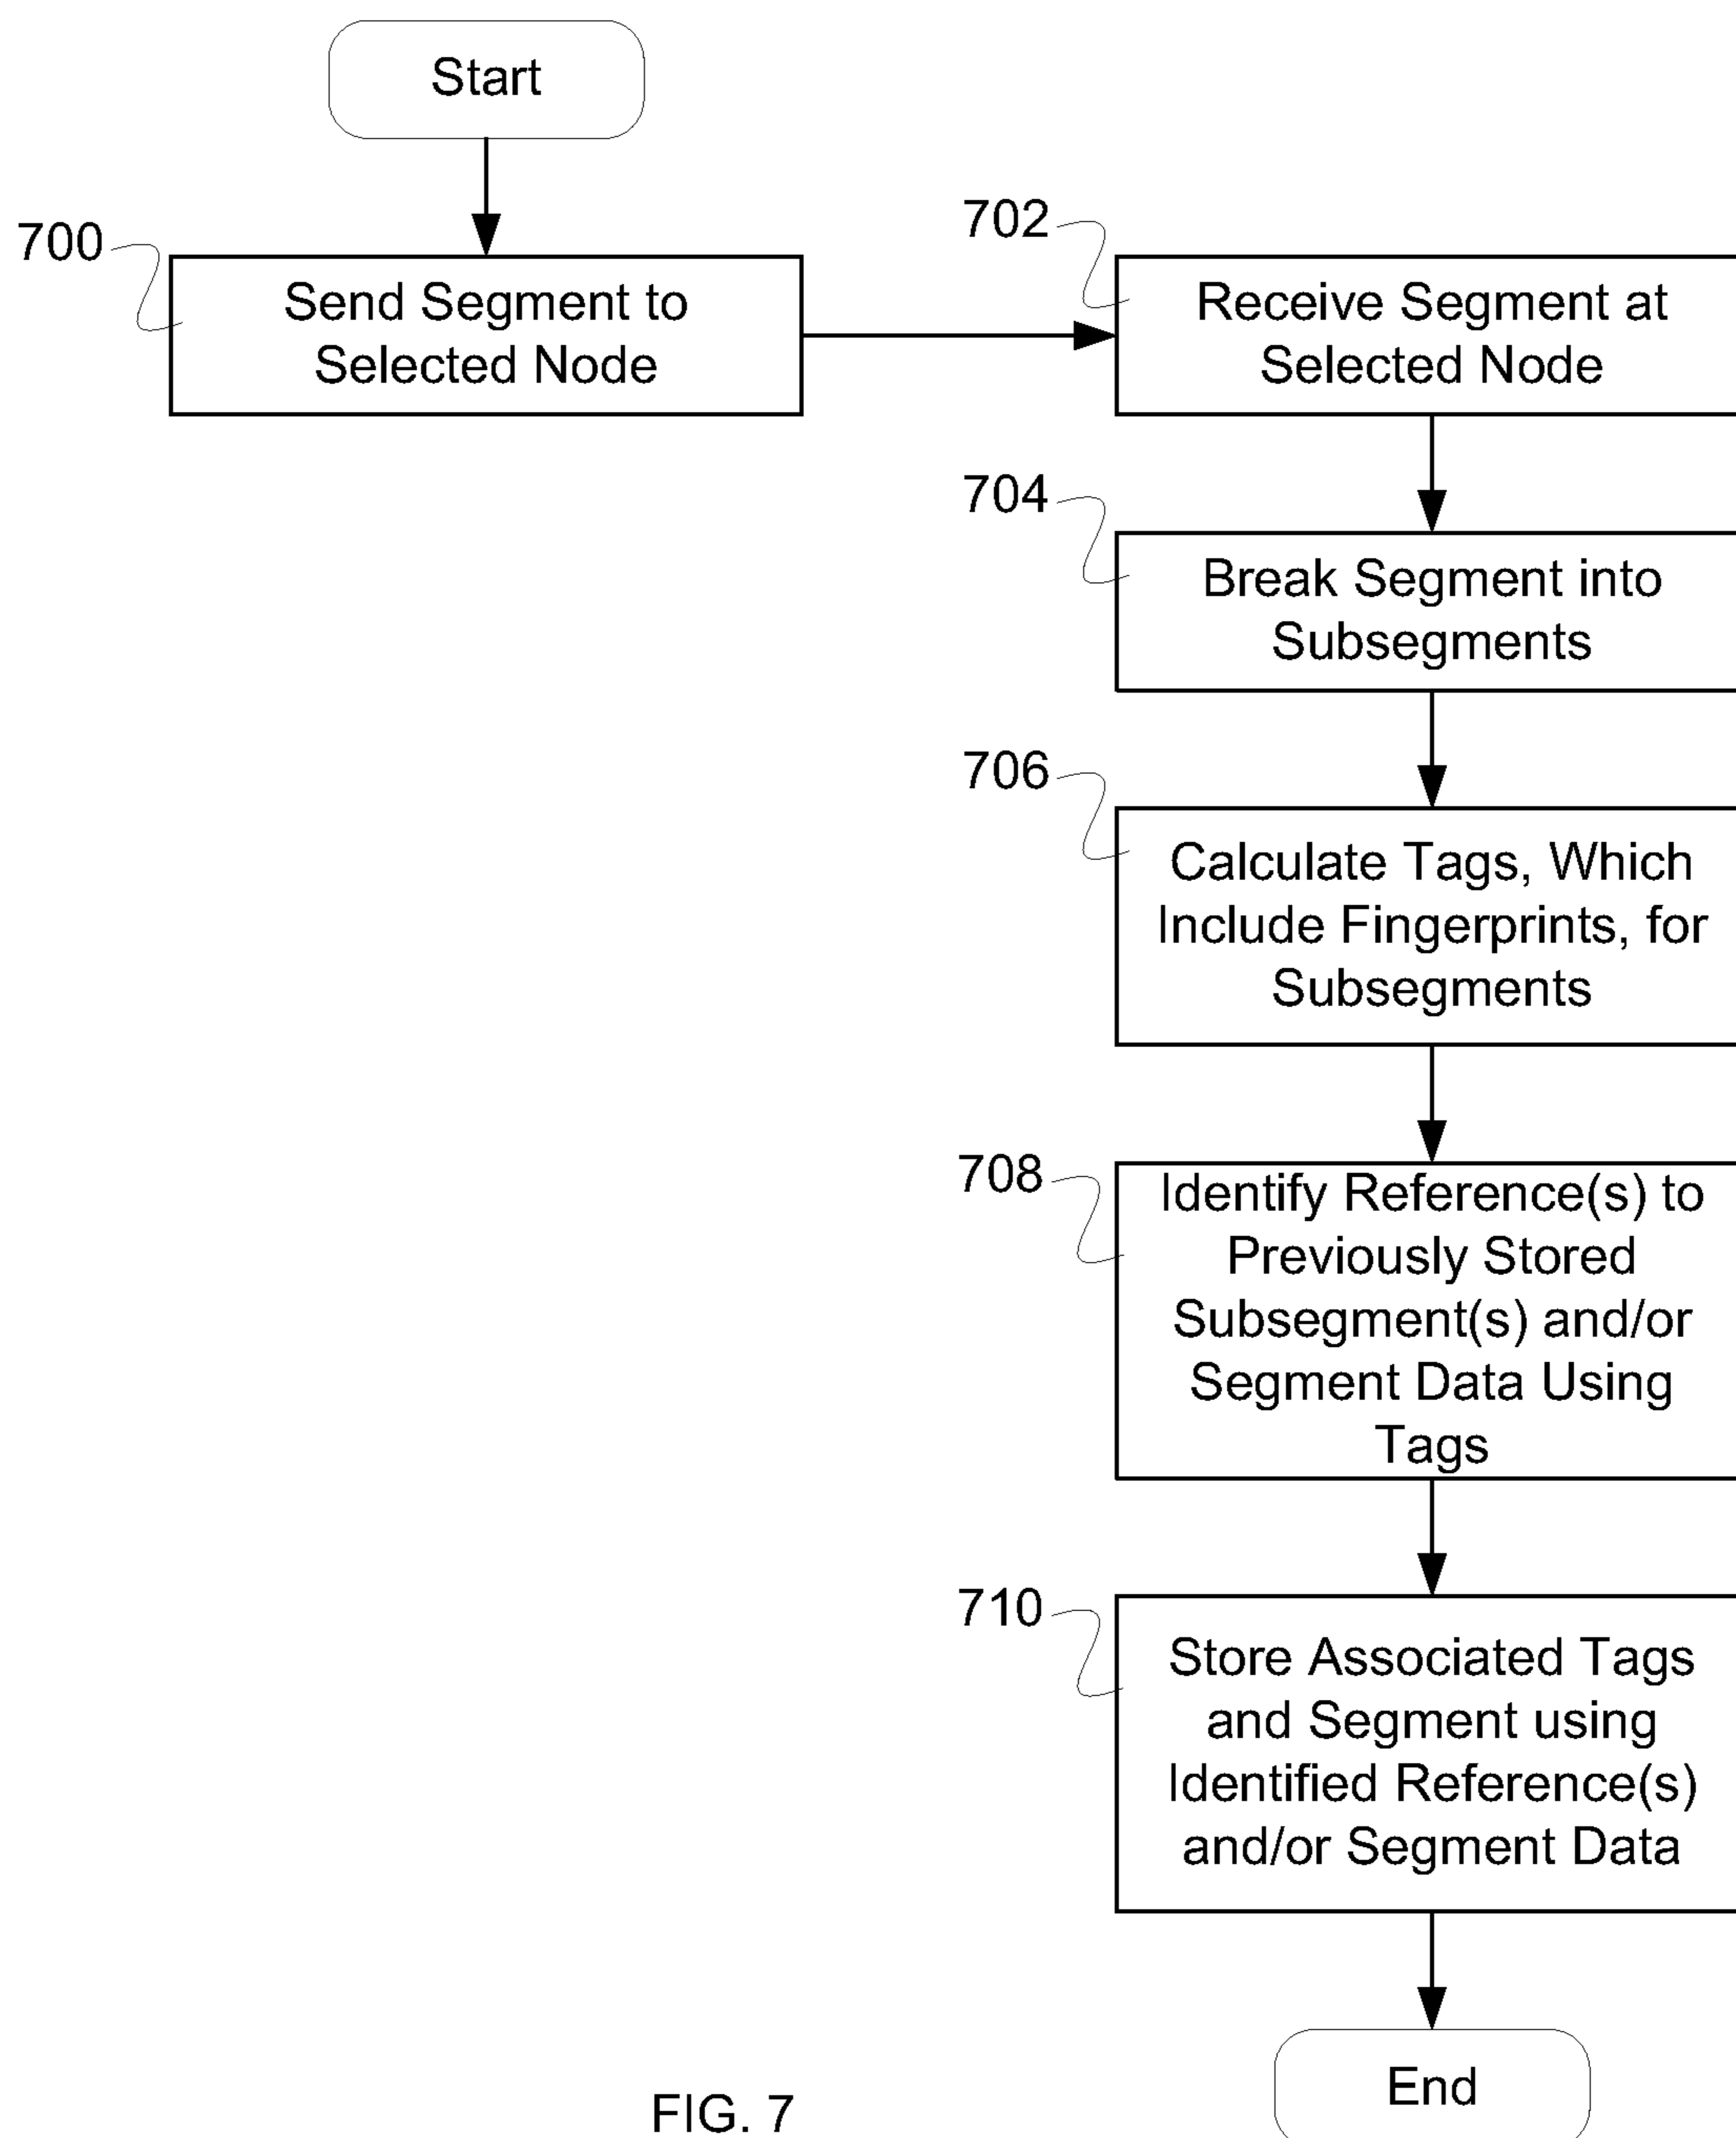 Start
700
Send Segment to
Selected Node
702
Receive Segment at
Selected Node
704
Break Segment into
Subsegments
706
Calculate Tags, Which
Include Fingerprints, for
Subsegments
708
Identify Reference(s) to
Previously Stored
Subsegment(s) and/or
Segment Data Using
Tags
710
Store Associated Tags
and Segment using
Identified Reference(s)
and/or Segment Data
End
FIG. 7